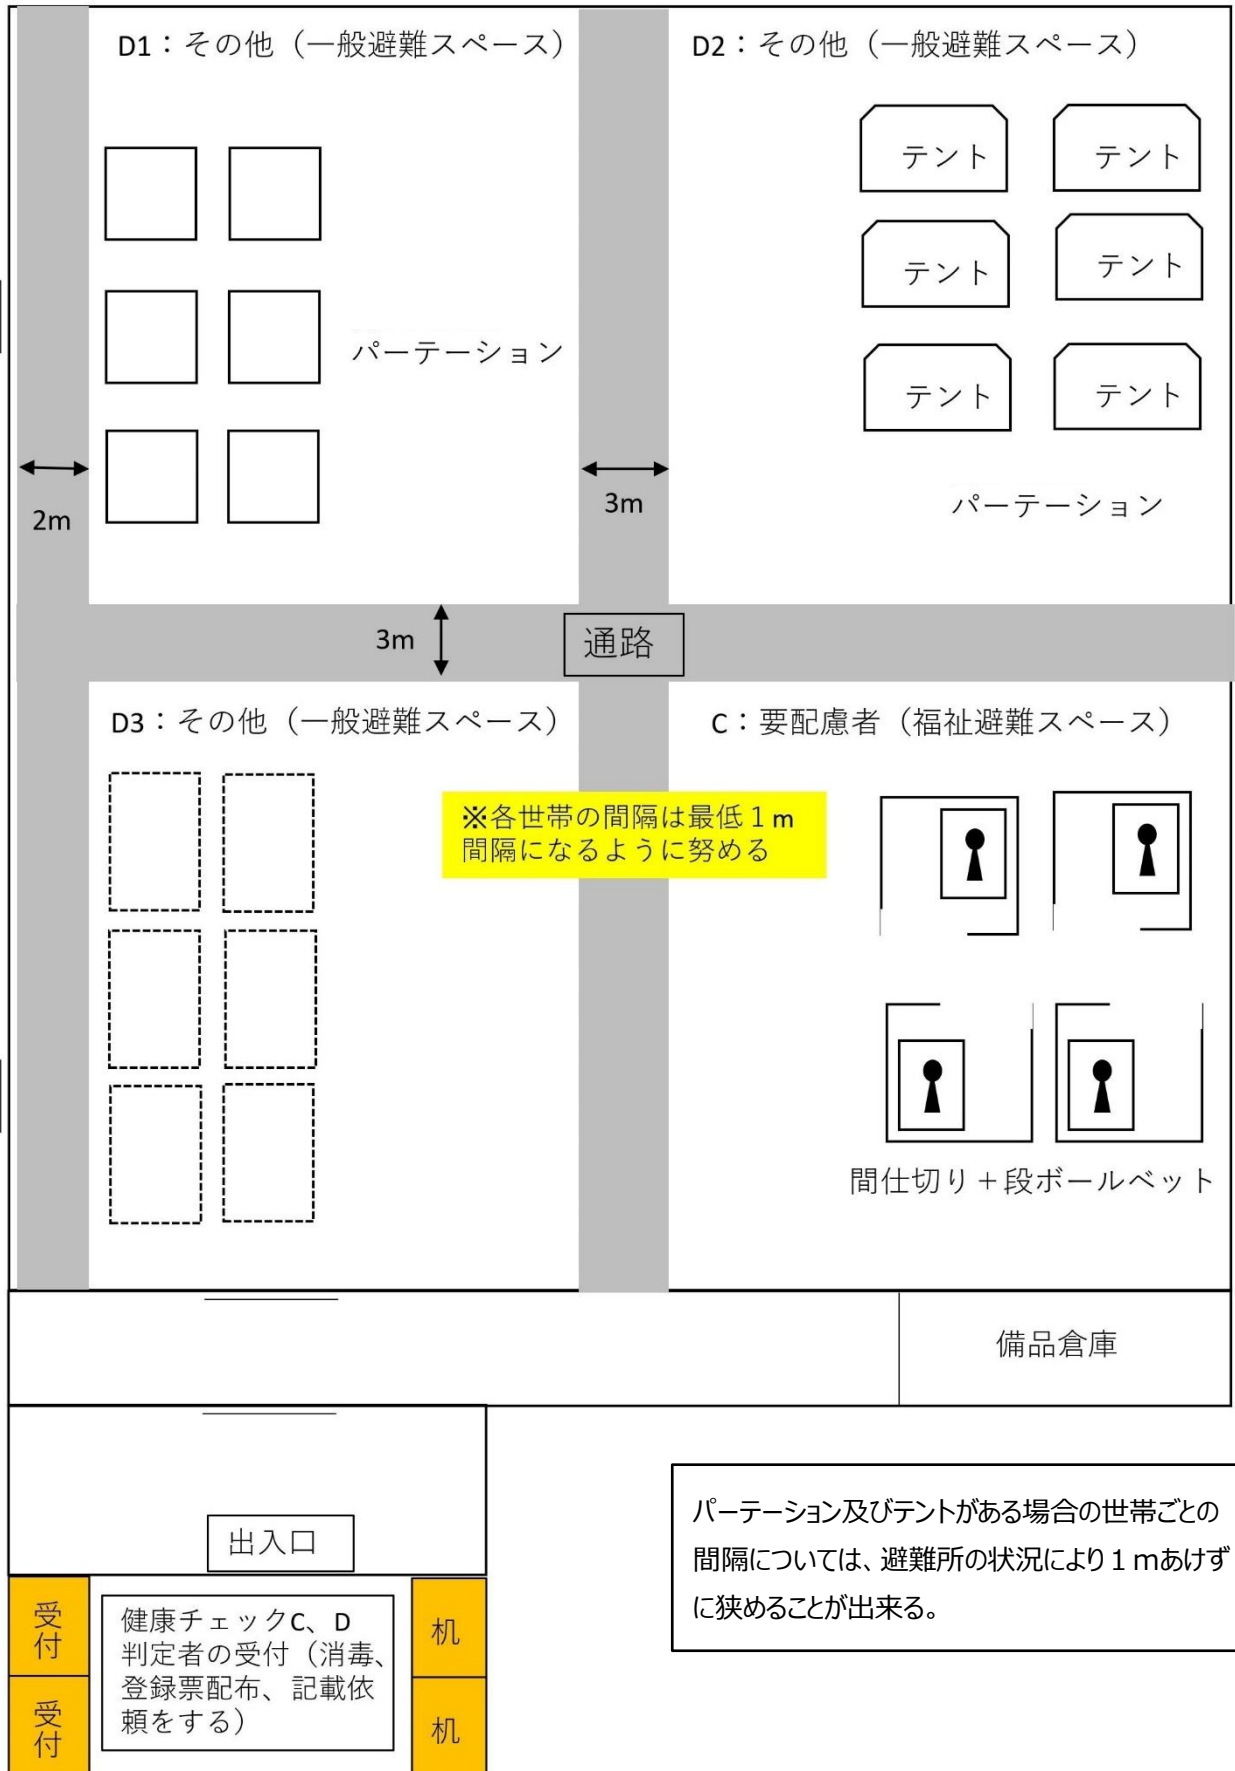 D1：その他（一般避難スペース）
D2：その他（一般避難スペース）
テント
テント
テント
テント
パーテーション
テント
テント
2m
3m
パーテーション
3m
通路
D3：その他（一般避難スペース）
C：要配慮者（福祉避難スペース）
※各世帯の間隔は最低１m
間隔になるように努める
間仕切り＋段ボールベット
備品倉庫
出入口
パーテーション及びテントがある場合の世帯ごとの
間隔については、避難所の状況により１ｍあけず
に狭めることが出来る。
受付
健康チェックC、D
判定者の受付（消毒、
登録票配布、記載依
頼をする）
机
受付
机